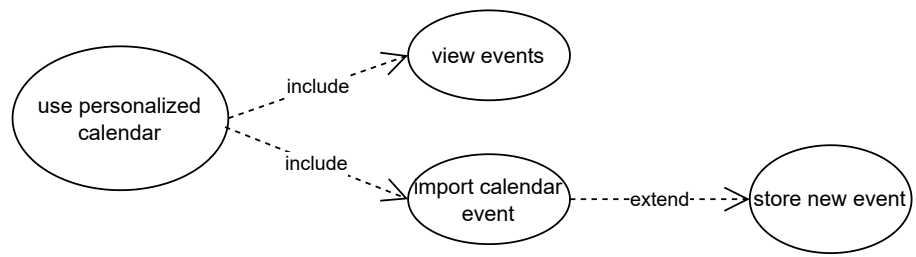 view events
include
use personalized
calendar
include
import calendar
event
extend
store new event